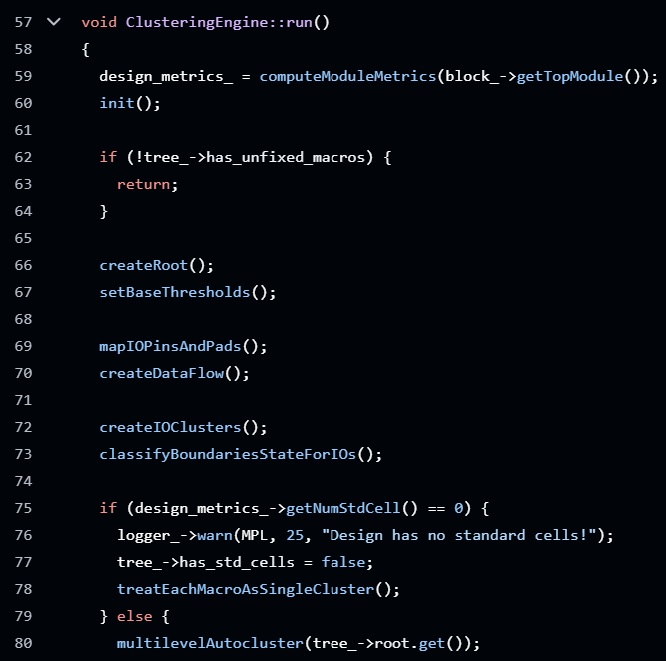 57 void ClusteringEngine::run()
58 {
59 design_metrics_ = computeModuleMetrics(block_->getTopModule());
60 init();
61
62 if (!tree_->has_unfixed_macros) {
63 return;
64 }
65
66 createRoot();
67 setBaseThresholds();
68
69 mapIOPinsAndPads();
70 createDataFlow();
71
72 createIOClusters();
73 classifyBoundariesStateForIOs();
74
75 if (design_metrics_->getNumStdCell() == 0) {
76 logger_->warn(MPL, 25, "Design has no standard cells!");
77 tree_->has_std_cells = false;
78 treatEachMacroAsSingleCluster();
79 } else {
80 multilevelAutocluster(tree_->root.get());